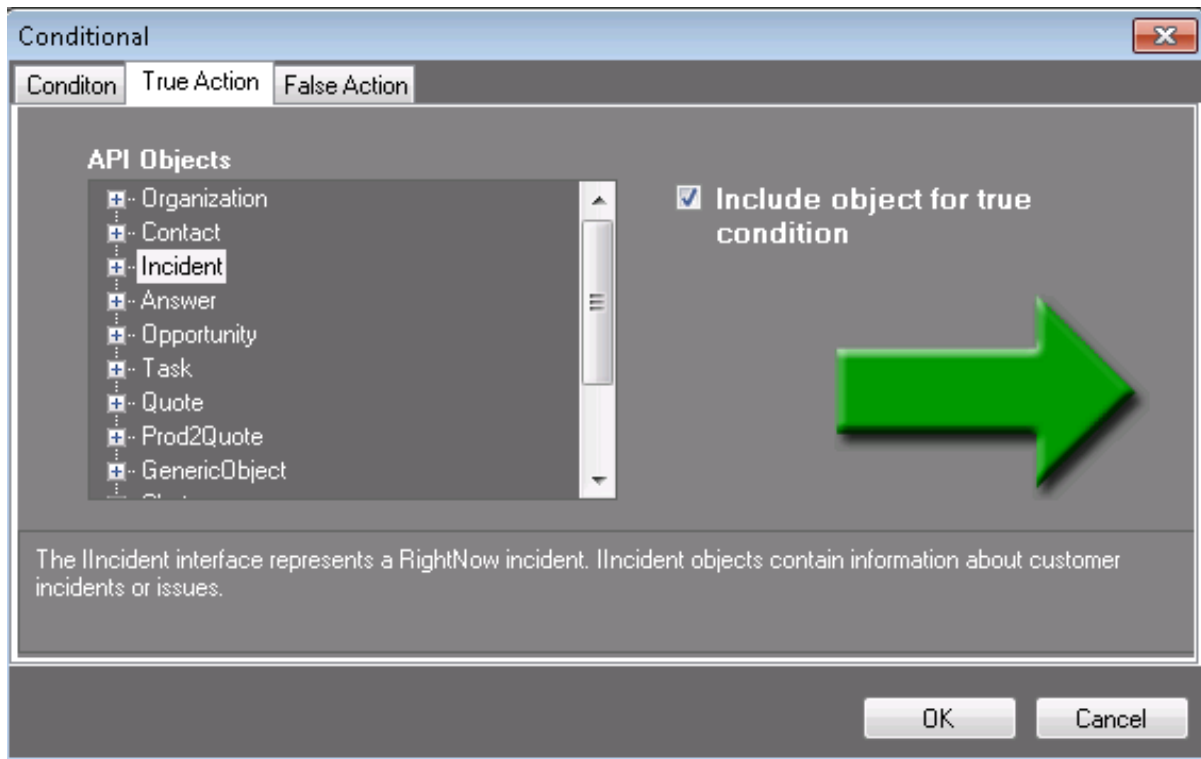 Conditional
Conditon
True Action
False Action
API Objects
Organization
Contact
Incident
Answer
Opportunity
Task
Quote
Prod2Quote
GenericObject
Include object for true
condition
The IIncident interface represents a RightNow incident. IIncident objects contain information about customer
incidents or issues.
OK
Cancel